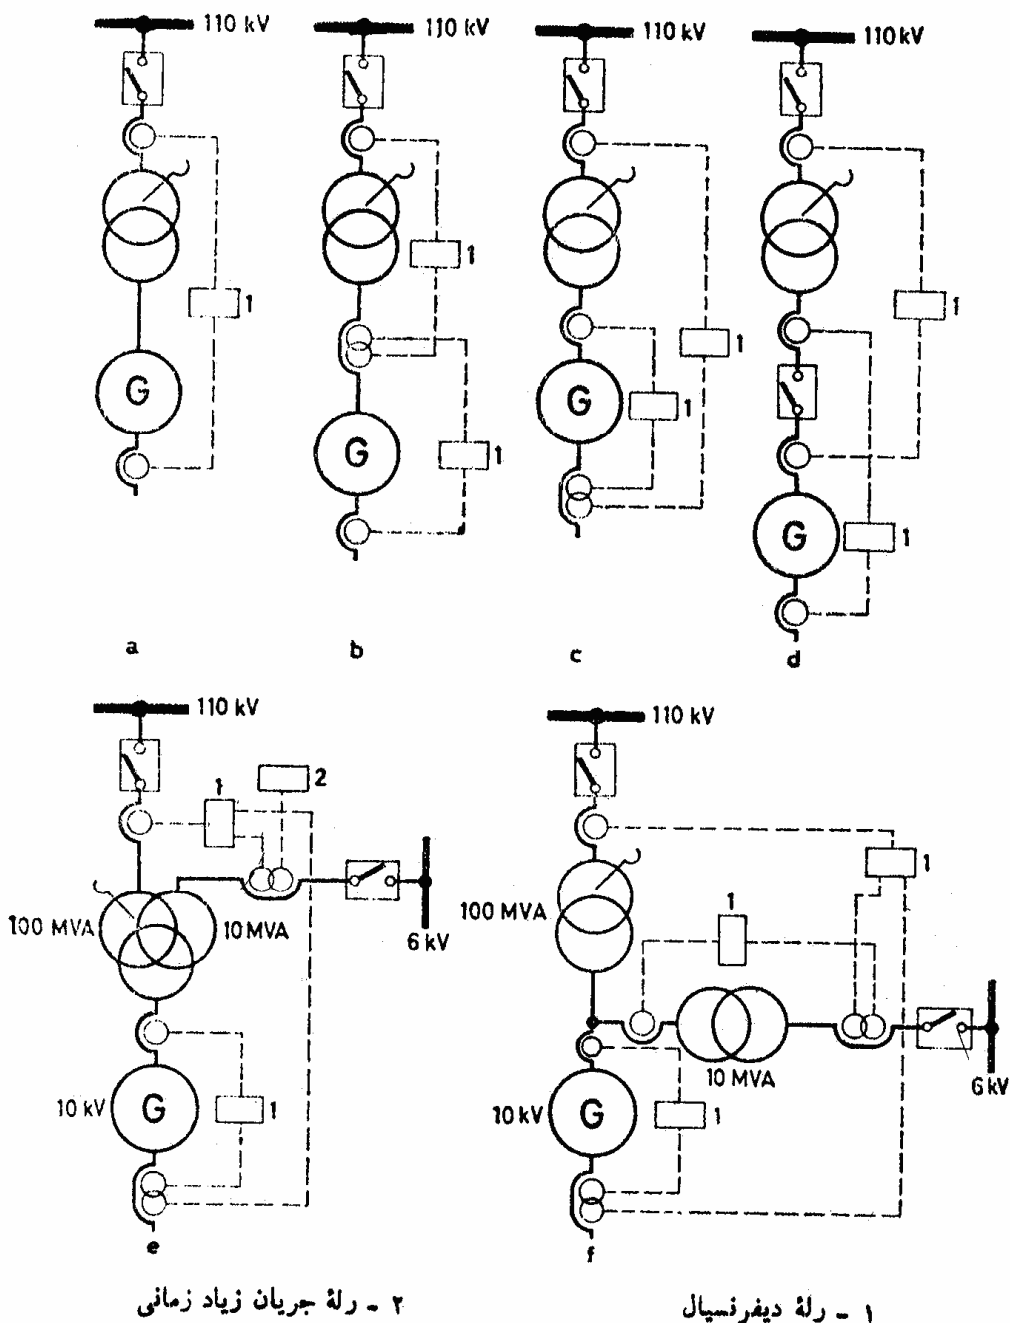 110 kV 110 kV 110 kV 110 kV
1 1 1 1
1 1 1
G G G G
a b c d
110 kV 110 kV
1 2 1
100 MVA 10 MVA 100 MVA 1
6 kV
10 MVA 6 kV
10 kV G 1 10 kV G 1
e f
۱ - رلهٔ دیفرنسیال
۲ - رلهٔ جریان زیاد زمانی